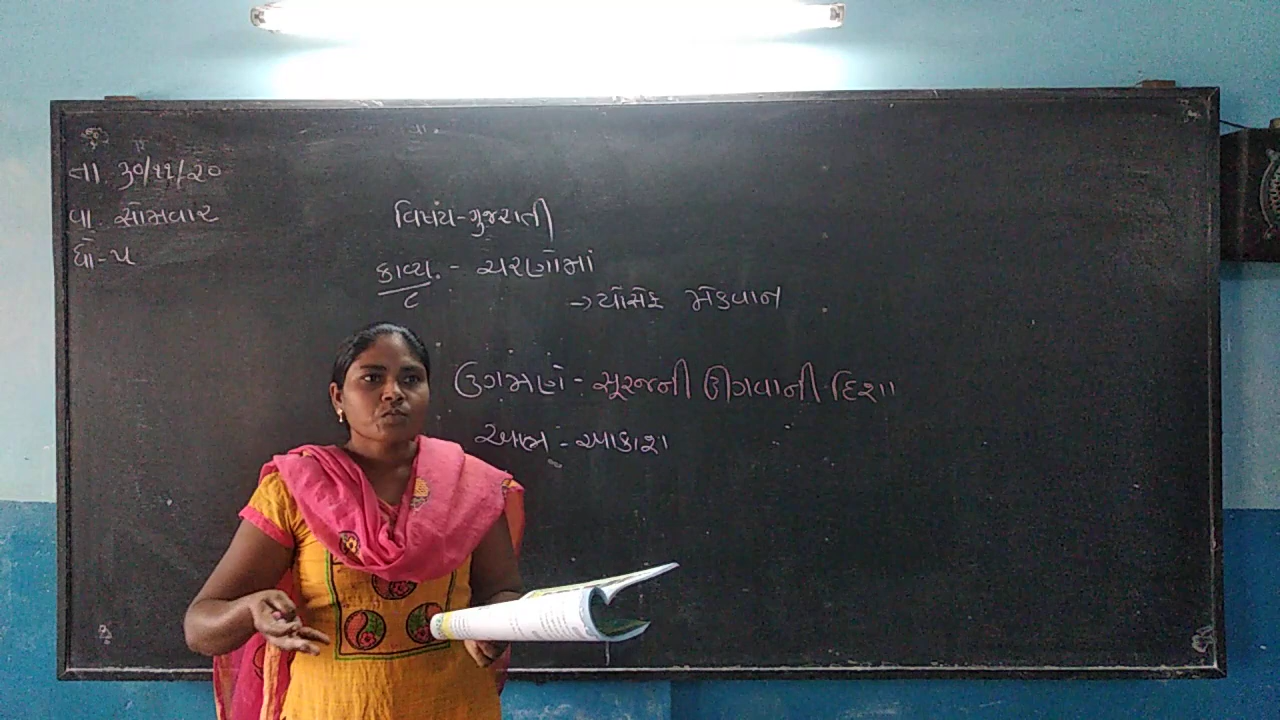 તા ૩૦/૧૧/૨૦
વા સોમવાર
ધો-૫
વિષય-ગુજરાતી
કાવ્ય. - ચરણોમાં
૮
→ યોસેફ મેકવાન
ઉગમણે - સૂરજની ઊગવાની દિશા
આભ - આકાશ